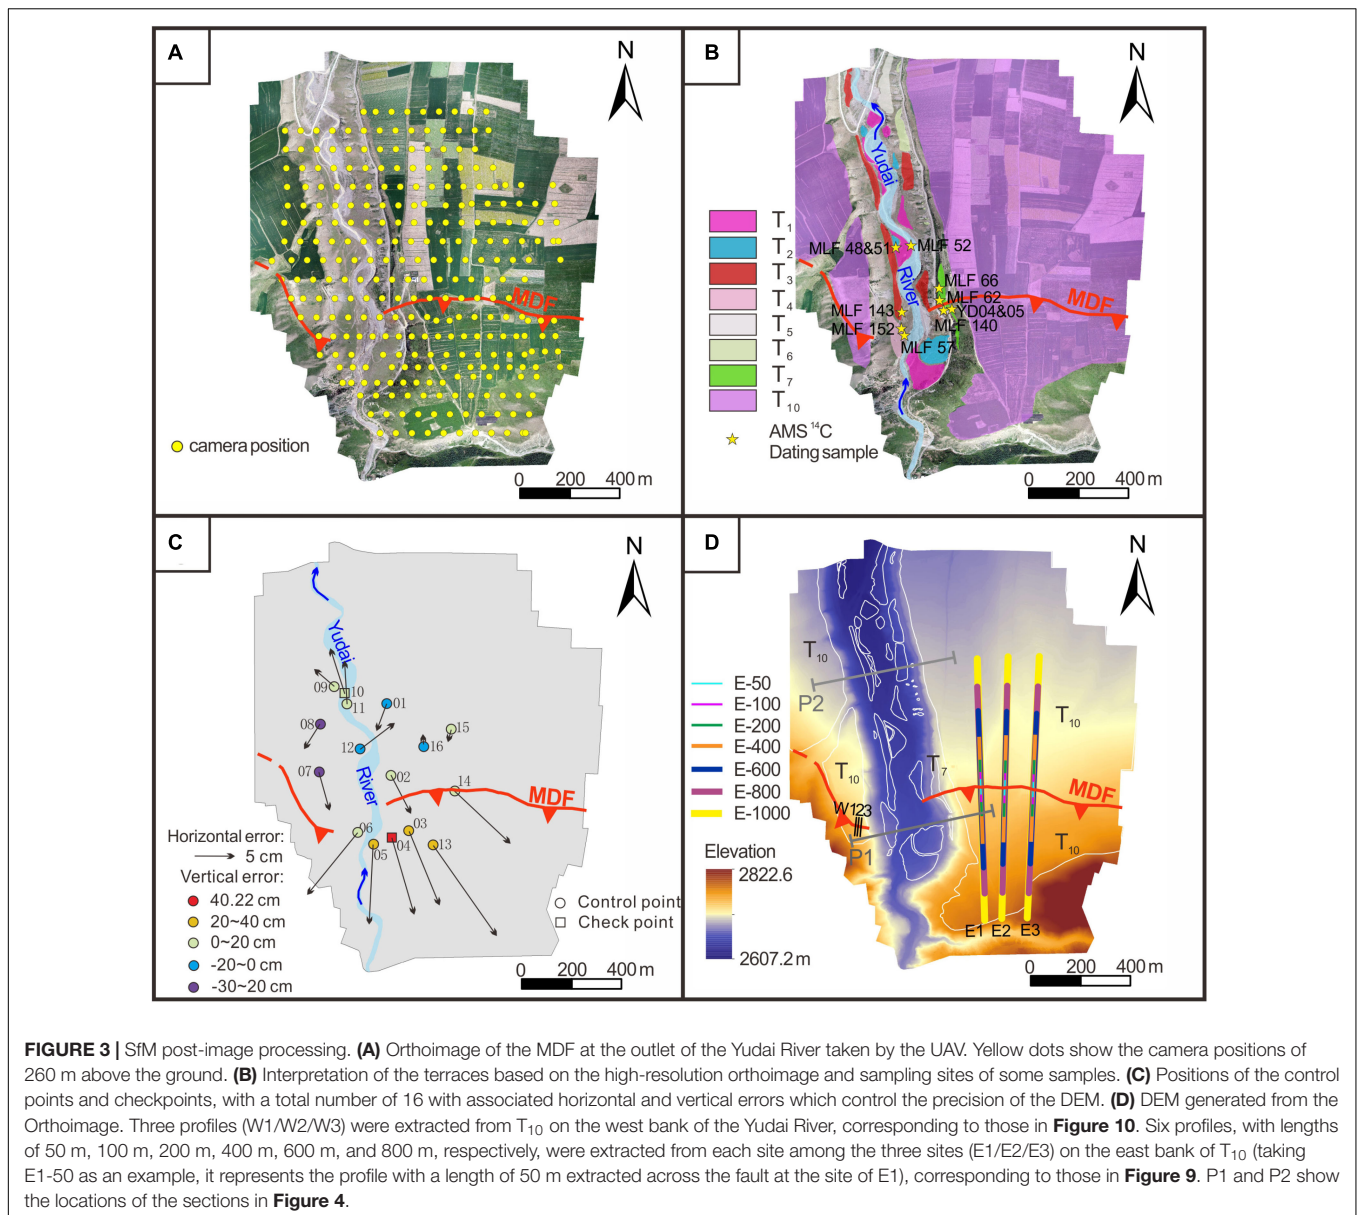 A
N
MDF
camera position
0 200 400 m
B
N
Yudai
River
T1
T2
T3
T4
T5
T6
T7
T10
MLF 48&51
MLF 52
MLF 66
MLF 62
YD04&05
MLF 140
MLF 143
MLF 152
MLF 57
MDF
AMS 14C
Dating sample
0 200 400 m
C
N
Yudai
River
09
10
11
01
08
12
16
15
07
02
14
06
03
04
05
13
MDF
Horizontal error:
5 cm
Vertical error:
40.22 cm
20~40 cm
0~20 cm
-20~0 cm
-30~20 cm
Control point
Check point
0 200 400 m
D
N
T10
P2
T10
T10
T7
MDF
W123
P1
T10
E-50
E-100
E-200
E-400
E-600
E-800
E-1000
Elevation
2822.6
2607.2 m
E1 E2 E3
0 200 400 m
FIGURE 3 | SfM post-image processing. (A) Orthoimage of the MDF at the outlet of the Yudai River taken by the UAV. Yellow dots show the camera positions of
260 m above the ground. (B) Interpretation of the terraces based on the high-resolution orthoimage and sampling sites of some samples. (C) Positions of the control
points and checkpoints, with a total number of 16 with associated horizontal and vertical errors which control the precision of the DEM. (D) DEM generated from the
Orthoimage. Three profiles (W1/W2/W3) were extracted from T10 on the west bank of the Yudai River, corresponding to those in Figure 10. Six profiles, with lengths
of 50 m, 100 m, 200 m, 400 m, 600 m, and 800 m, respectively, were extracted from each site among the three sites (E1/E2/E3) on the east bank of T10 (taking
E1-50 as an example, it represents the profile with a length of 50 m extracted across the fault at the site of E1), corresponding to those in Figure 9. P1 and P2 show
the locations of the sections in Figure 4.